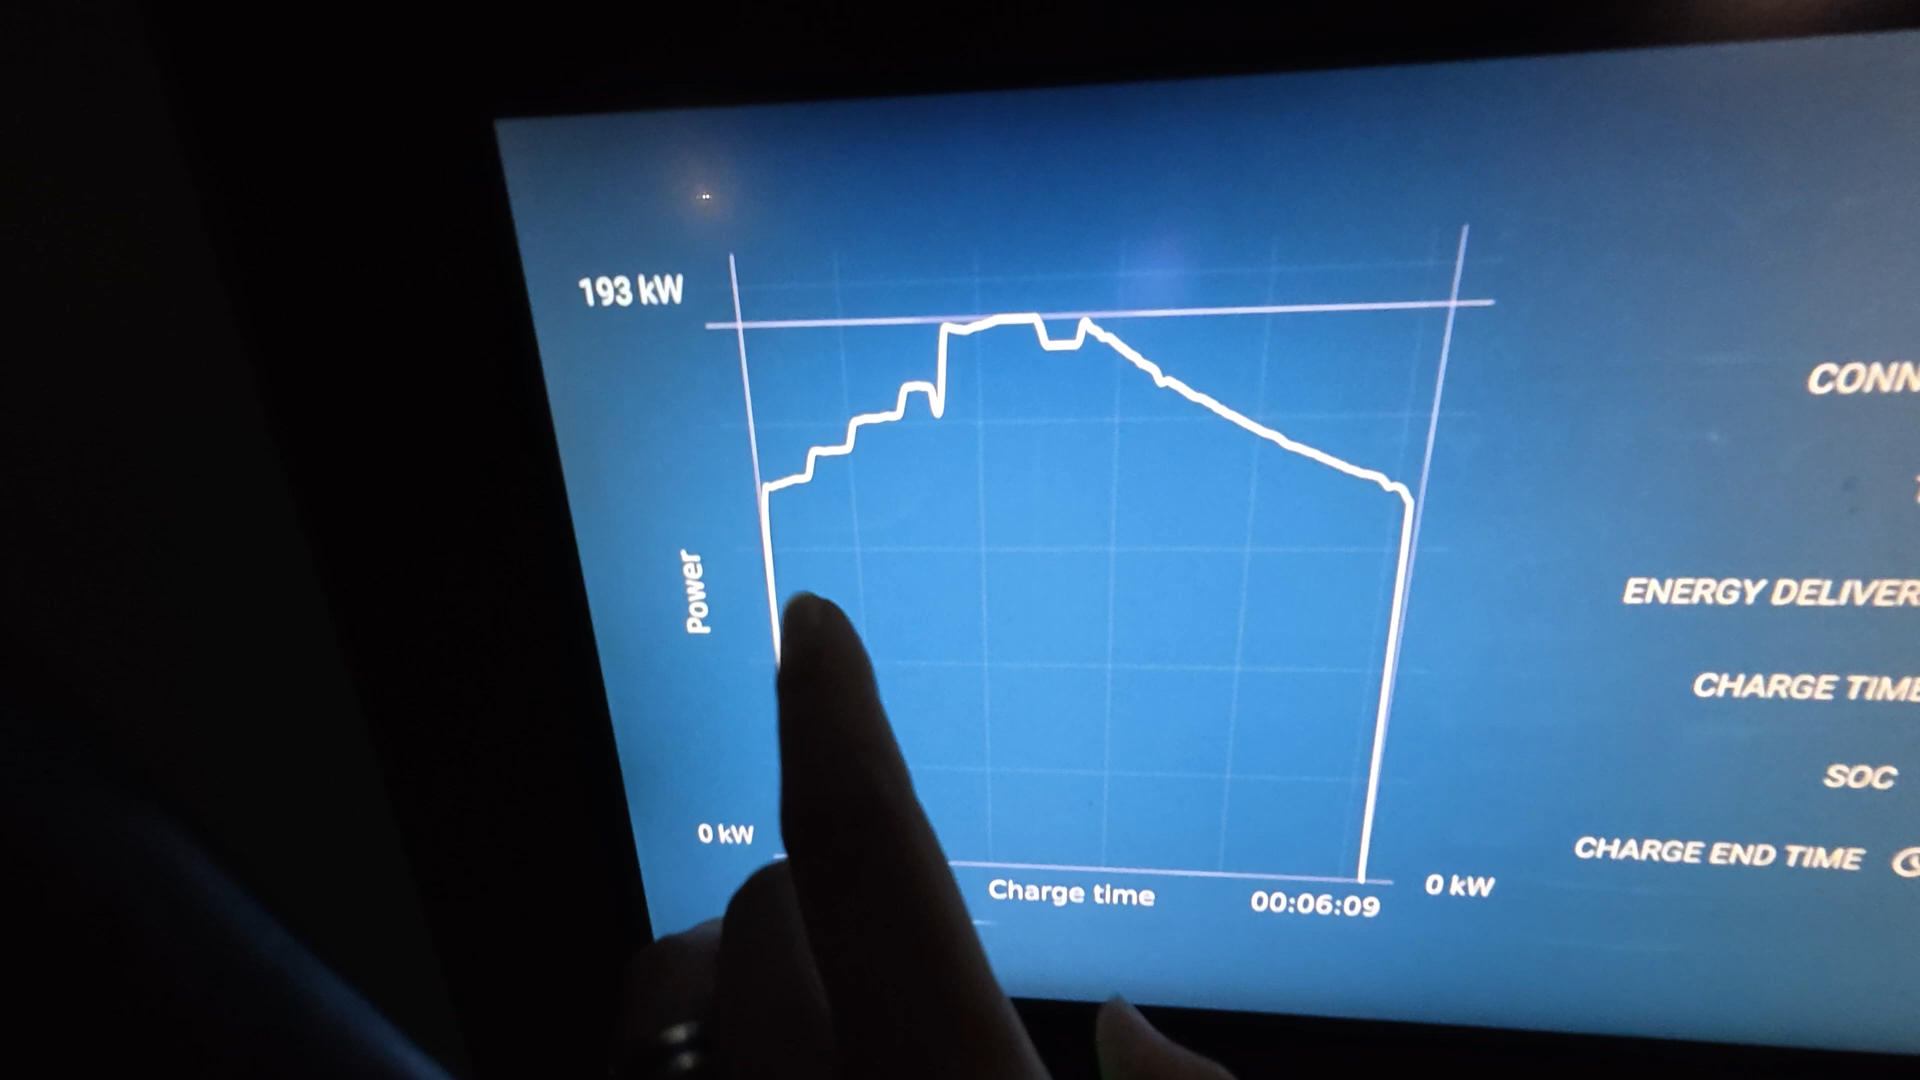 193 kW
Power
0 kW
Charge time
00:06:09
0 kW
CONN
ENERGY DELIVER
CHARGE TIME
SOC
CHARGE END TIME